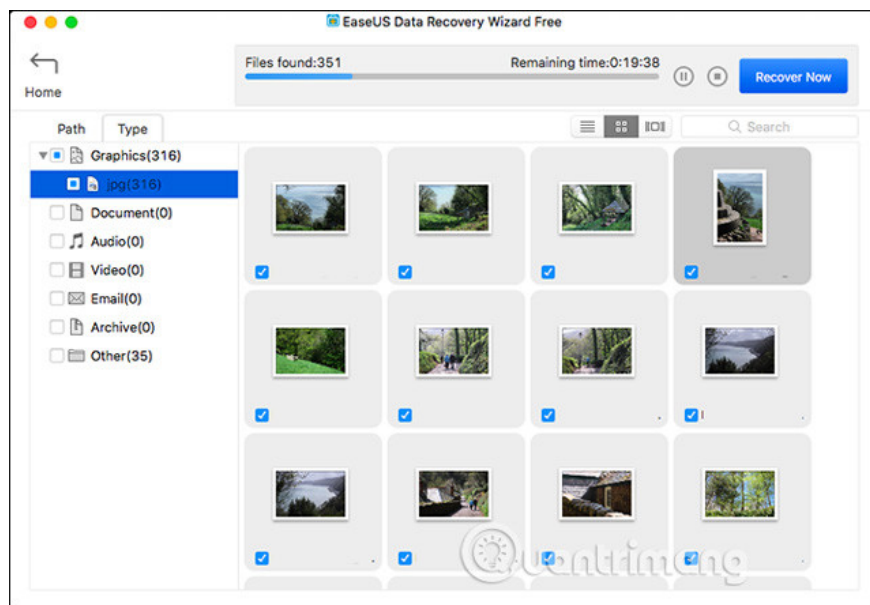 EaseUS Data Recovery Wizard Free
Home
Files found:351 Remaining time:0:19:38
Recover Now
Path Type
Search
Graphics(316)
jpg(316)
Document(0)
Audio(0)
Video(0)
Email(0)
Archive(0)
Other(35)
Quantrimang